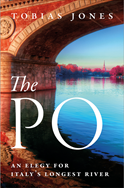 TOBIAS JONES
The
PO
AN ELEGY FOR
ITALY'S LONGEST RIVER